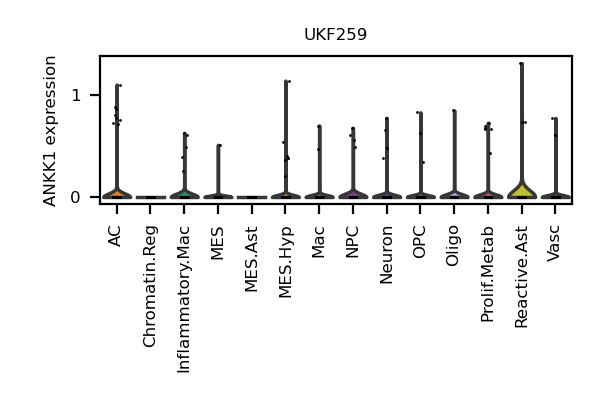 UKF259
ANKK1 expression
1
0
AC
Chromatin.Reg
Inflammatory.Mac
MES
MES.Ast
MES.Hyp
Mac
NPC
Neuron
OPC
Oligo
Prolif.Metab
Reactive.Ast
Vasc